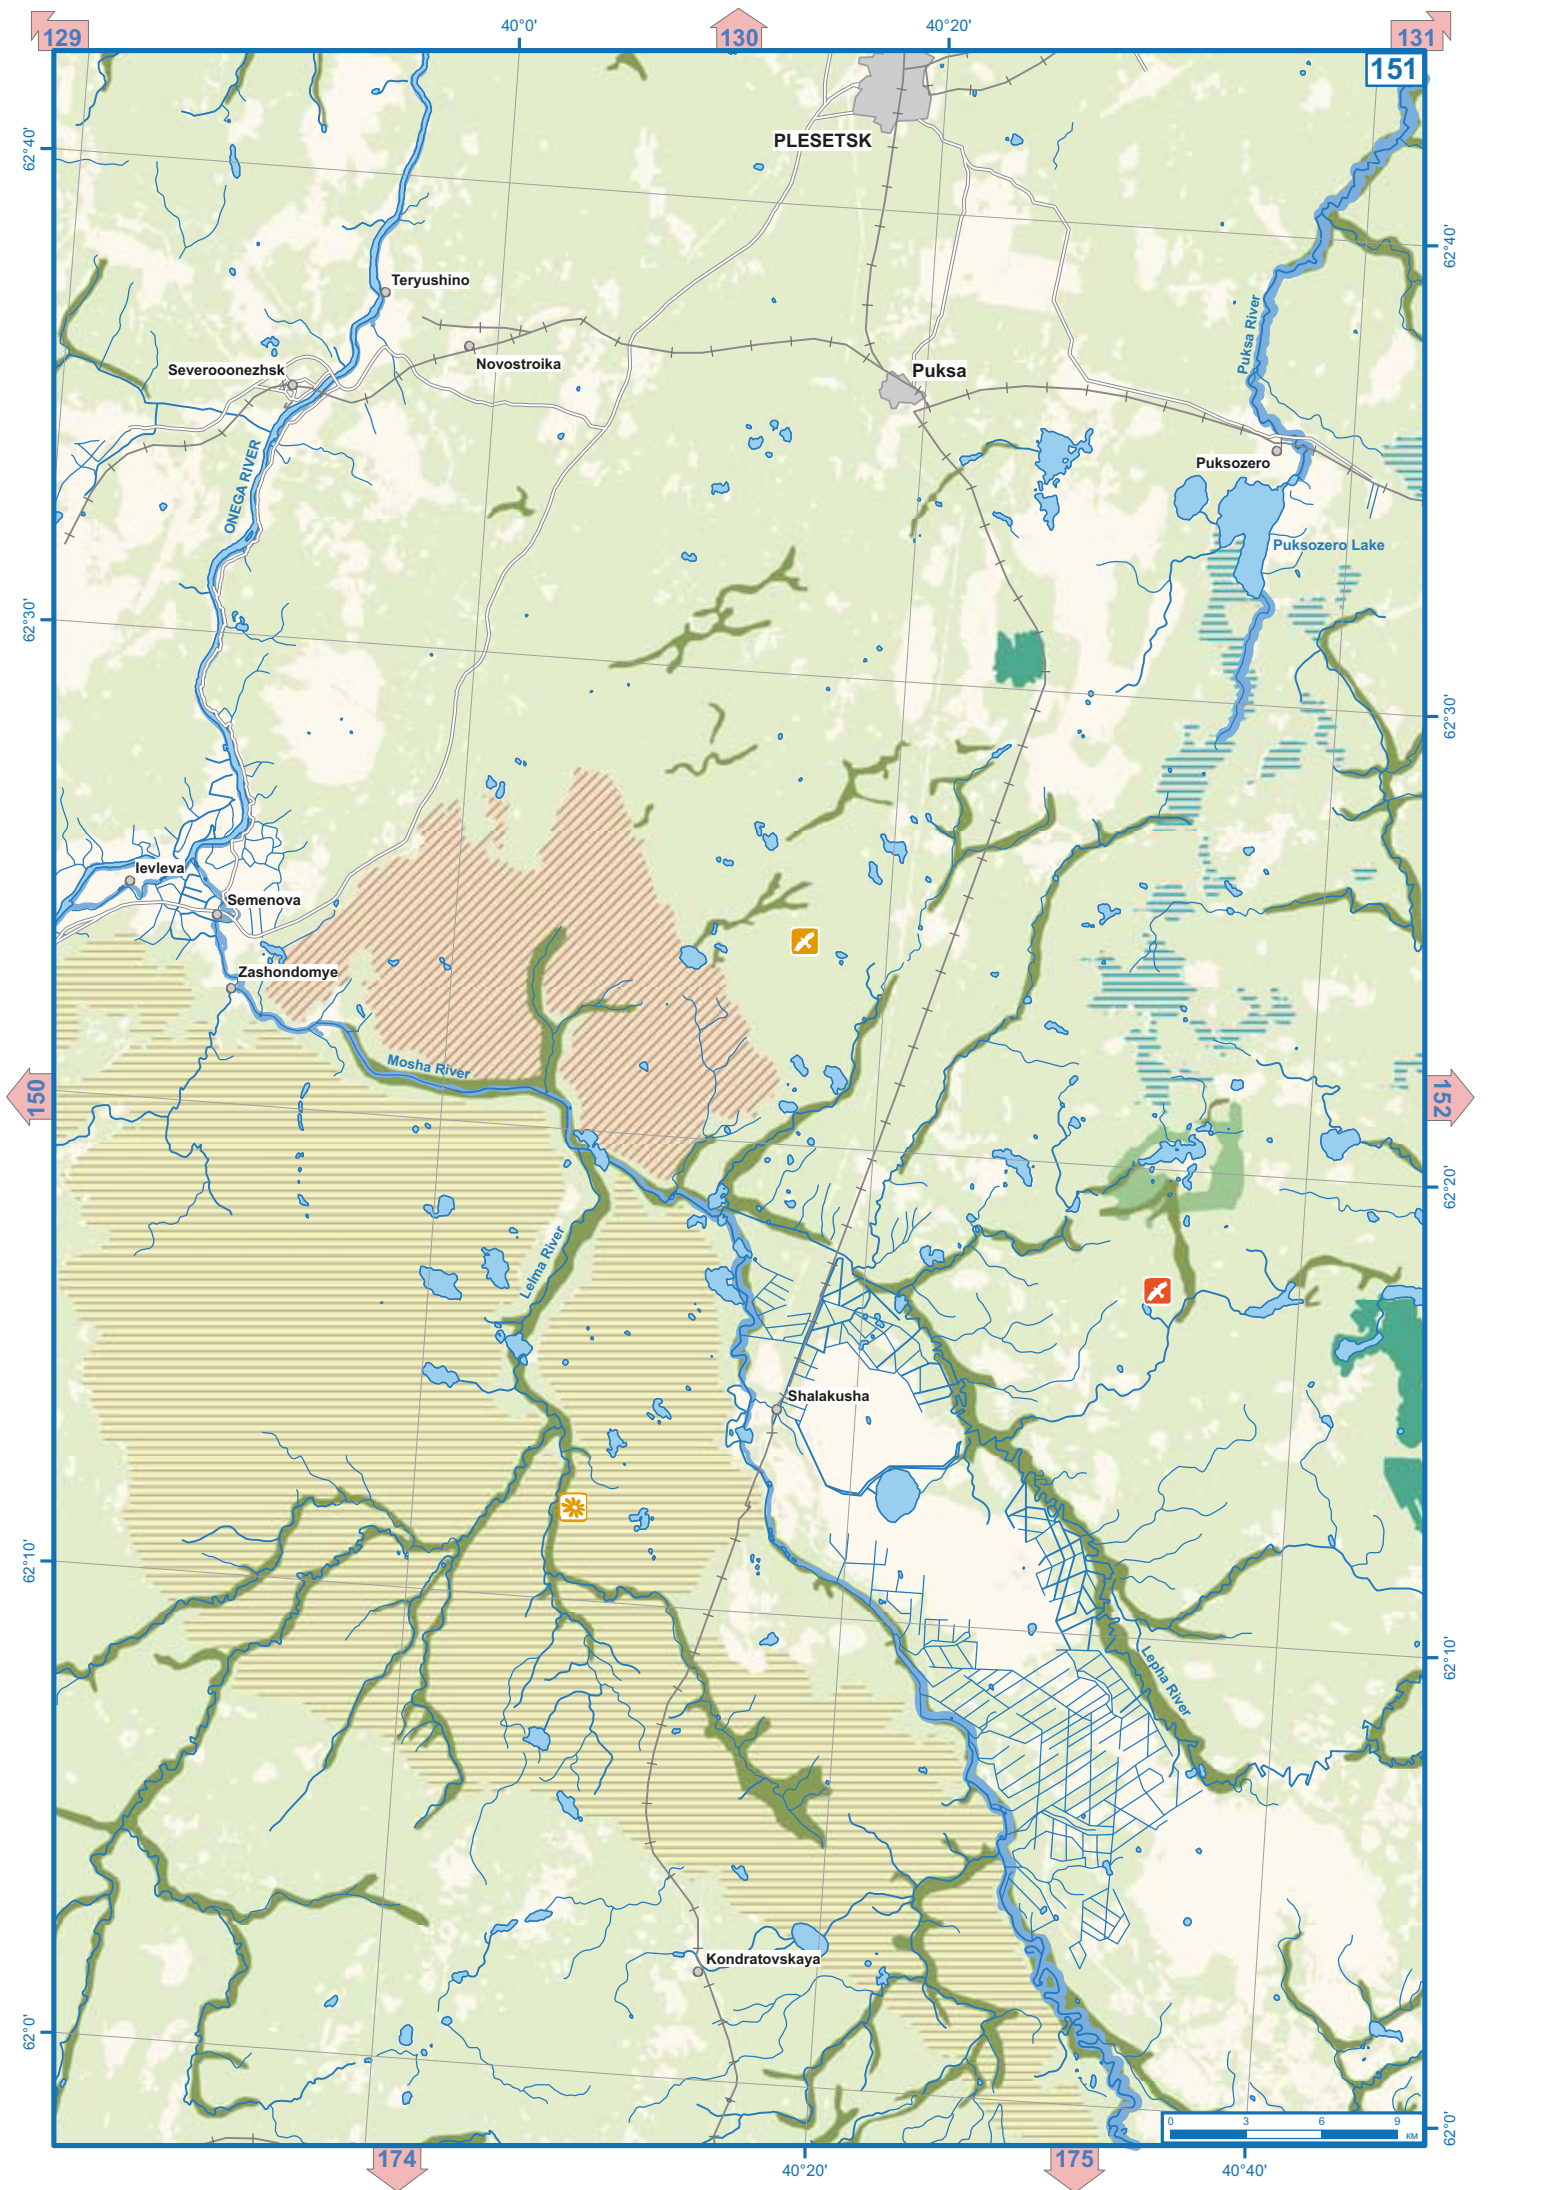 129
40°0'
130
40°20'
131
151
62°40'
PLESETSK
62°40'
Teryushino
Puksa River
Novostroika
Severooonezhsk
Puksa
ONEGA RIVER
Puksozero
Puksozero Lake
62°30'
62°30'
Ievleva
Semenova
Zashondomye
Mosha River
150
152
62°20'
Lelma River
Shalakusha
62°10'
62°10'
Lepha River
Kondratovskaya
62°0'
62°0'
0 3 6 9
км
174
40°20'
175
40°40'